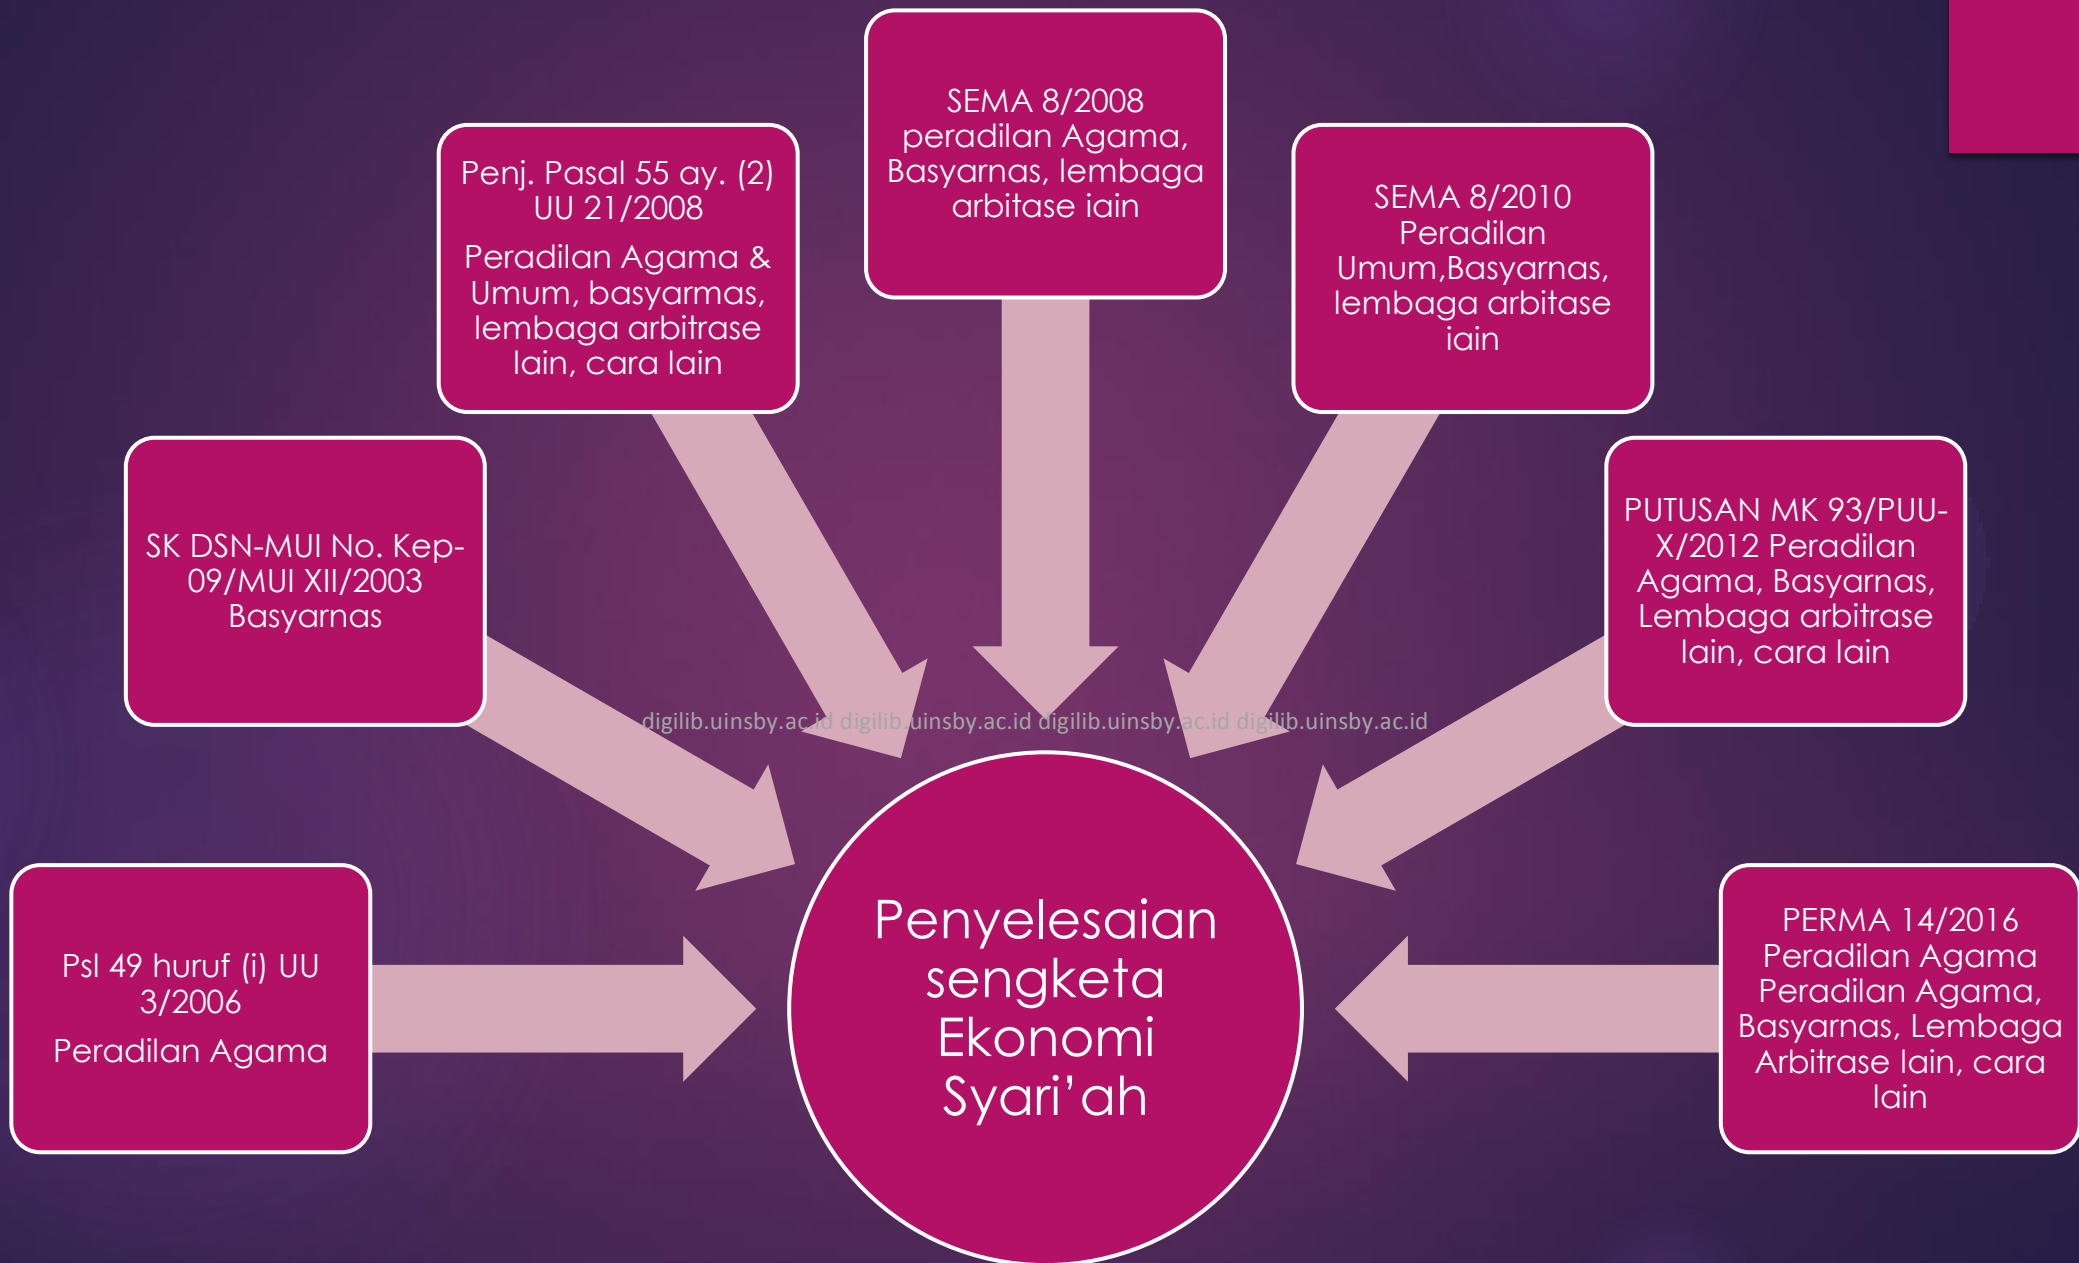 SEMA 8/2008
peradilan Agama,
Basyarnas, lembaga
arbitase iain
Penj. Pasal 55 ay. (2)
UU 21/2008
Peradilan Agama &
Umum, basyarmas,
lembaga arbitrase
lain, cara lain
SEMA 8/2010
Peradilan
Umum,Basyarnas,
lembaga arbitase
iain
SK DSN-MUI No. Kep-
09/MUI XII/2003
Basyarnas
PUTUSAN MK 93/PUU-
X/2012 Peradilan
Agama, Basyarnas,
Lembaga arbitrase
lain, cara lain
digilib.uinsby.ac.id digilib.uinsby.ac.id digilib.uinsby.ac.id digilib.uinsby.ac.id
Psl 49 huruf (i) UU
3/2006
Peradilan Agama
Penyelesaian
sengketa
Ekonomi
Syari’ah
PERMA 14/2016
Peradilan Agama
Peradilan Agama,
Basyarnas, Lembaga
Arbitrase lain, cara
lain